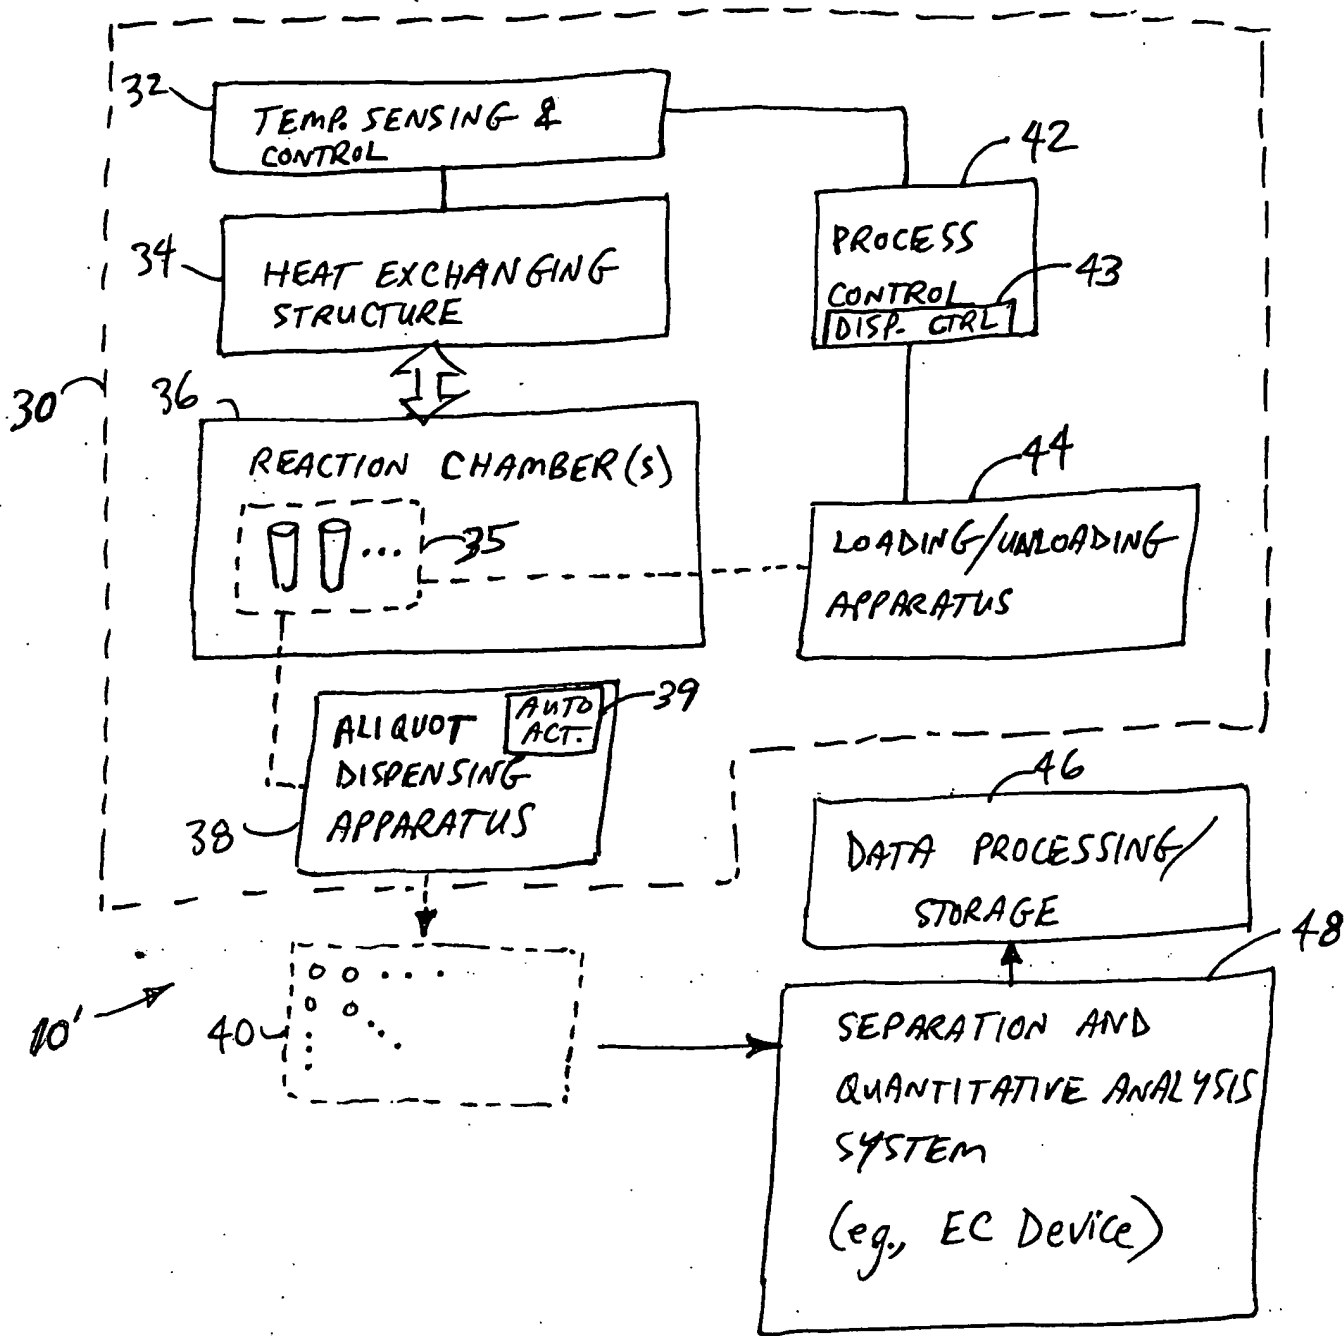 32
TEMP. SENSING &
CONTROL
42
34
HEAT EXCHANGING
STRUCTURE
PROCESS
CONTROL
43
DISP. CTRL
30
36
REACTION CHAMBER(S)
35
44
LOADING/UNLOADING
APPARATUS
39
AUTO
ACT.
ALIQUOT
DISPENSING
APPARATUS
38
46
DATA PROCESSING/
STORAGE
48
10'
40
SEPARATION AND
QUANTITATIVE ANALYSIS
SYSTEM
(eg., EC Device)